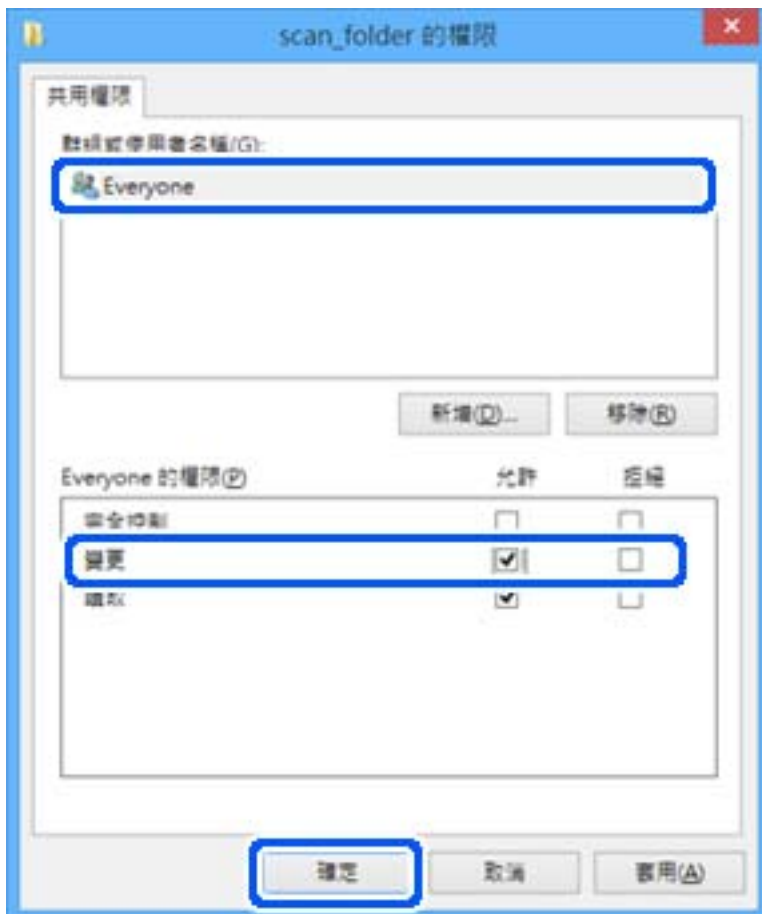 scan_folder 的權限
共用權限
群組或使用者名稱(G):
Everyone
新增(D)... 移除(R)
Everyone 的權限(P) 允許 拒絕
完全控制
變更
讀取
確定 取消 套用(A)